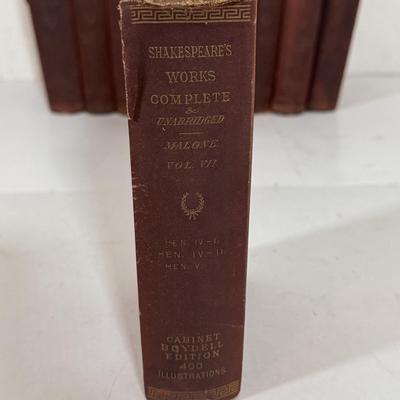 SHAKESPEARE'S
WORKS
COMPLETE
&
UNABRIDGED
MALONE
VOL. VII
HEN. IV-I.
HEN. IV-II
HEN. V.
CABINET
BOYDELL
EDITION
400
ILLUSTRATIONS